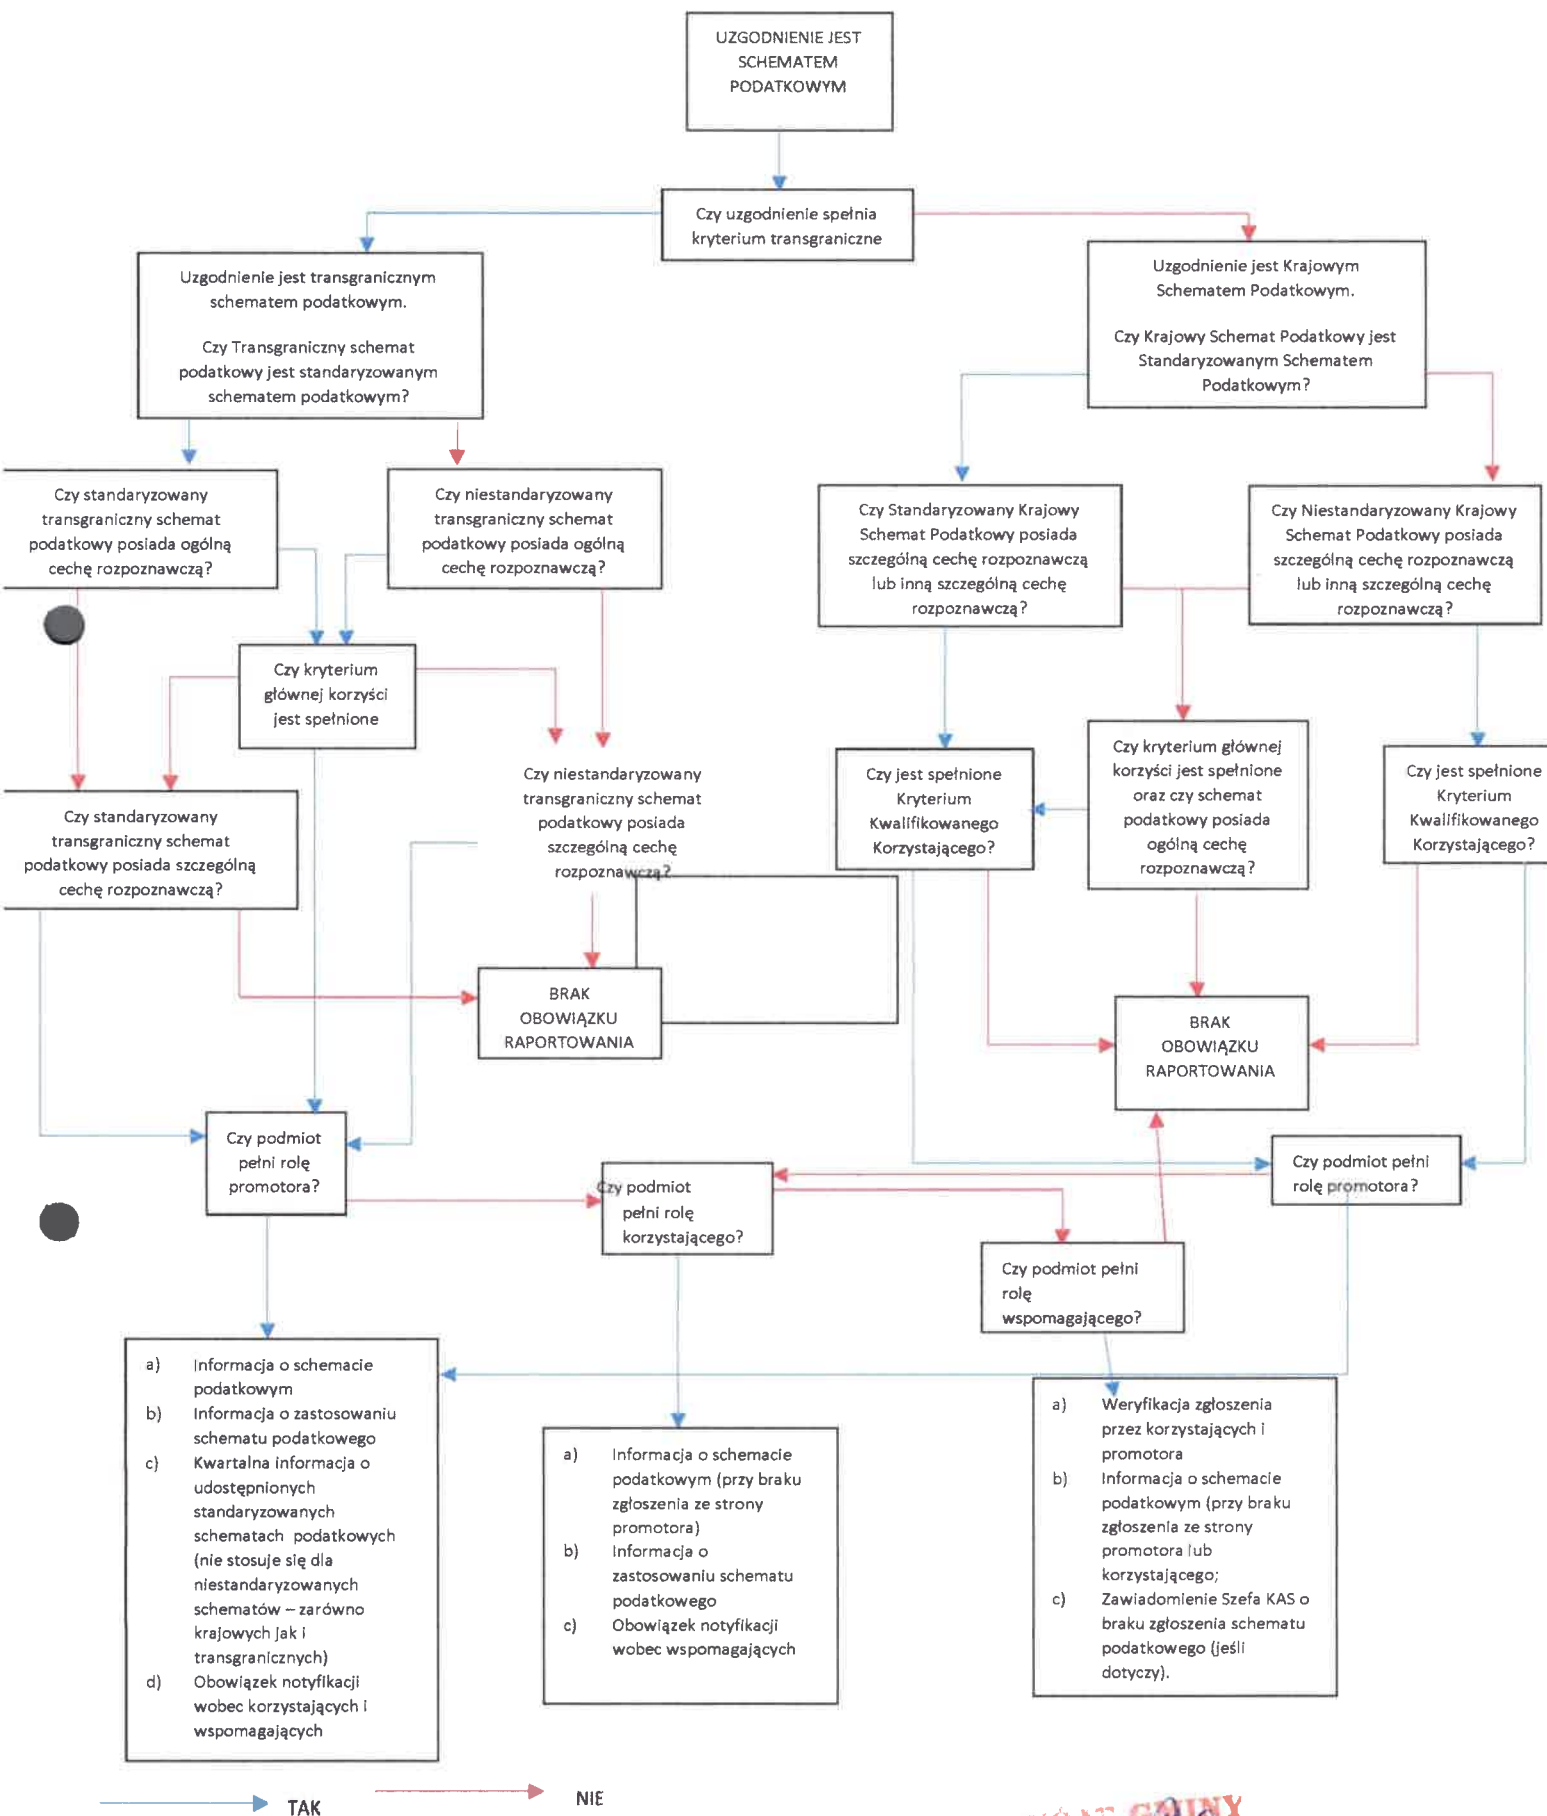 UZGODNIENIE JEST
SCHEMATEM
PODATKOWYM
Czy uzgodnienie spełnia
kryterium transgraniczne
Uzgodnienie jest transgranicznym
schematem podatkowym.
Czy Transgraniczny schemat
podatkowy jest standaryzowanym
schematem podatkowym?
Uzgodnienie jest Krajowym
Schematem Podatkowym.
Czy Krajowy Schemat Podatkowy jest
Standaryzowanym Schematem
Podatkowym?
Czy standaryzowany
transgraniczny schemat
podatkowy posiada ogólną
cechę rozpoznawczą?
Czy niestandaryzowany
transgraniczny schemat
podatkowy posiada ogólną
cechę rozpoznawczą?
Czy Standaryzowany Krajowy
Schemat Podatkowy posiada
szczególną cechę rozpoznawczą
lub inną szczególną cechę
rozpoznawczą?
Czy Niestandaryzowany Krajowy
Schemat Podatkowy posiada
szczególną cechę rozpoznawczą
lub inną szczególną cechę
rozpoznawczą?
Czy kryterium
głównej korzyści
jest spełnione
Czy standaryzowany
transgraniczny schemat
podatkowy posiada szczególną
cechę rozpoznawczą?
Czy niestandaryzowany
transgraniczny schemat
podatkowy posiada
szczególną cechę
rozpoznawczą?
Czy jest spełnione
Kryterium
Kwalifikowanego
Korzystającego?
Czy kryterium głównej
korzyści jest spełnione
oraz czy schemat
podatkowy posiada
ogólną cechę
rozpoznawczą?
Czy jest spełnione
Kryterium
Kwalifikowanego
Korzystającego?
BRAK
OBOWIĄZKU
RAPORTOWANIA
BRAK
OBOWIĄZKU
RAPORTOWANIA
Czy podmiot
pełni rolę
promotora?
Czy podmiot
pełni rolę
korzystającego?
Czy podmiot pełni
rolę promotora?
Czy podmiot pełni
rolę
wspomagającego?
a) Informacja o schemacie
podatkowym
b) Informacja o zastosowaniu
schematu podatkowego
c) Kwartalna informacja o
udostępnionych
standaryzowanych
schematach podatkowych
(nie stosuje się dla
niestandaryzowanych
schematów – zarówno
krajowych jak i
transgranicznych)
d) Obowiązek notyfikacji
wobec korzystających i
wspomagających
a) Informacja o schemacie
podatkowym (przy braku
zgłoszenia ze strony
promotora)
b) Informacja o
zastosowaniu schematu
podatkowego
c) Obowiązek notyfikacji
wobec wspomagających
a) Weryfikacja zgłoszenia
przez korzystających i
promotora
b) Informacja o schemacie
podatkowym (przy braku
zgłoszenia ze strony
promotora lub
korzystającego;
c) Zawiadomienie Szefa KAS o
braku zgłoszenia schematu
podatkowego (jeśli
dotyczy).
TAK
NIE
GMINY